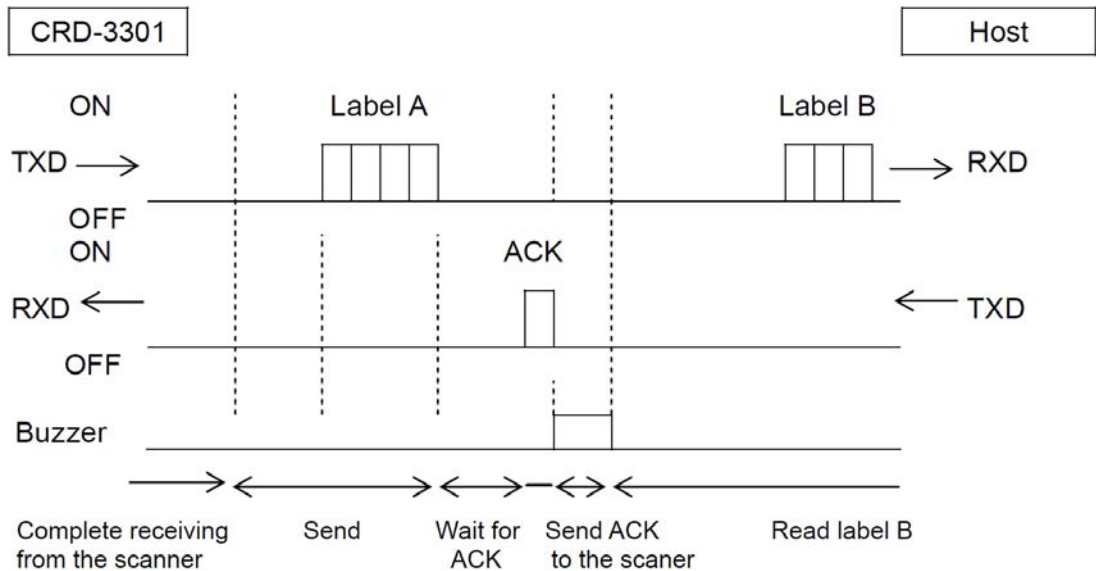 CRD-3301 Host
ON Label A Label B
TXD RXD
OFF
ON ACK
RXD TXD
OFF
Buzzer
Complete receiving Send Wait for Send ACK Read label B
from the scanner ACK to the scaner